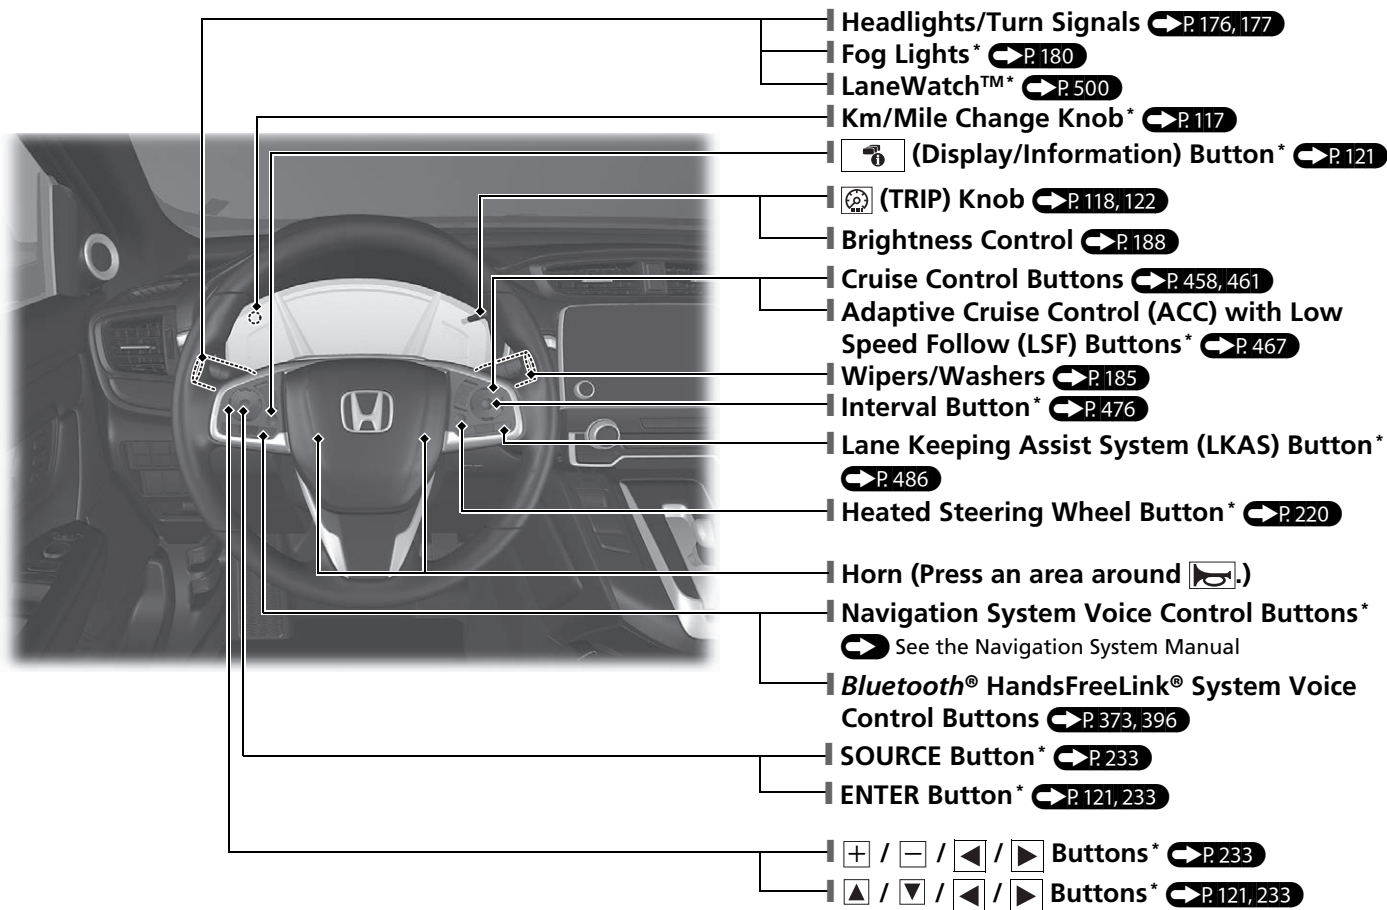 Headlights/Turn Signals P. 176, 177
Fog Lights* P. 180
LaneWatch™* P. 500
Km/Mile Change Knob* P. 117
(Display/Information) Button* P. 121
(TRIP) Knob P. 118, 122
Brightness Control P. 188
Cruise Control Buttons P. 458, 461
Adaptive Cruise Control (ACC) with Low
Speed Follow (LSF) Buttons* P. 467
Wipers/Washers P. 185
Interval Button* P. 476
Lane Keeping Assist System (LKAS) Button*
P. 486
Heated Steering Wheel Button* P. 220
Horn (Press an area around .)
Navigation System Voice Control Buttons*
See the Navigation System Manual
Bluetooth® HandsFreeLink® System Voice
Control Buttons P. 373, 396
SOURCE Button* P. 233
ENTER Button* P. 121, 233
+ / − / ◀ / ▶ Buttons* P. 233
▲ / ▼ / ◀ / ▶ Buttons* P. 121, 233